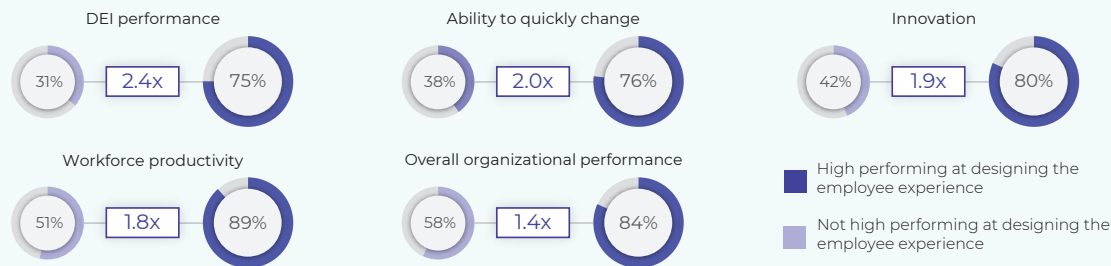 DEI performance
31%
2.4x
75%
Ability to quickly change
38%
2.0x
76%
Innovation
42%
1.9x
80%
Workforce productivity
51%
1.8x
89%
Overall organizational performance
58%
1.4x
84%
High performing at designing the
employee experience
Not high performing at designing the
employee experience